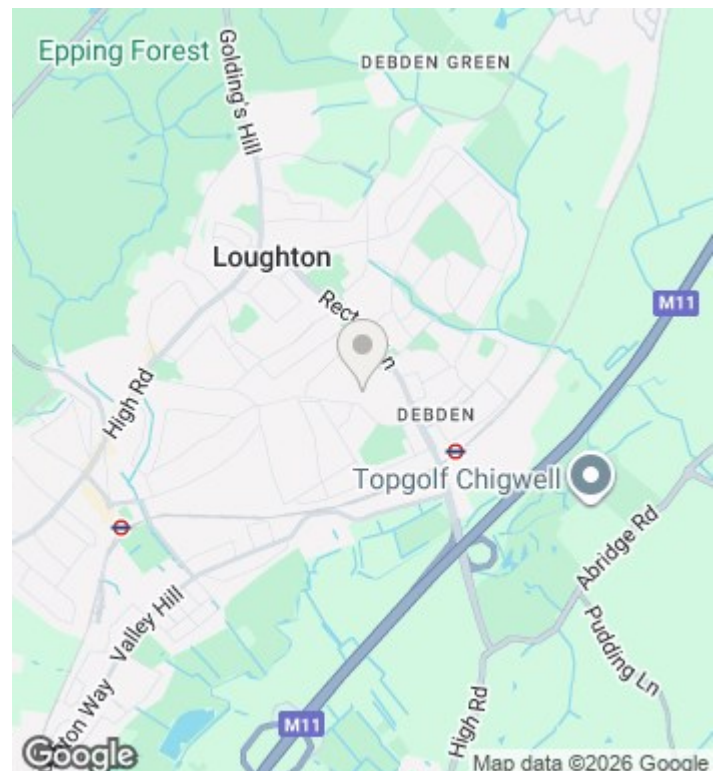 Epping Forest
Golding's Hill
DEBDEN GREEN
Loughton
M11
High Rd
DEBDEN
Topgolf Chigwell
Abridge Rd
Valley Hill
Pudding Ln
M11
High Rd
Google
Map data ©2026 Google